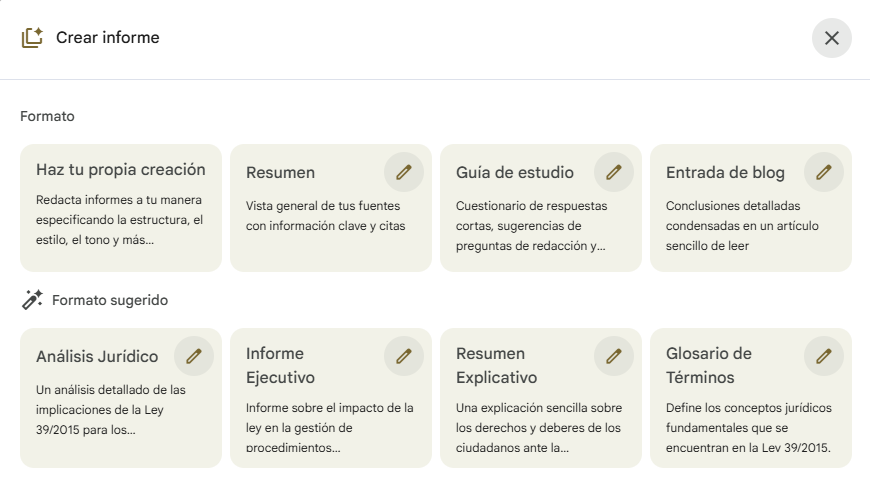 Crear informe
Formato
Haz tu propia creación
Redacta informes a tu manera
especificando la estructura, el
estilo, el tono y más...
Resumen
Vista general de tus fuentes
con información clave y citas
Guía de estudio
Cuestionario de respuestas
cortas, sugerencias de
preguntas de redacción y...
Entrada de blog
Conclusiones detalladas
condensadas en un artículo
sencillo de leer
Formato sugerido
Análisis Jurídico
Un análisis detallado de las
implicaciones de la Ley
39/2015 para los...
Informe
Ejecutivo
Informe sobre el impacto de la
ley en la gestión de
procedimientos...
Resumen
Explicativo
Una explicación sencilla sobre
los derechos y deberes de los
ciudadanos ante la...
Glosario de
Términos
Define los conceptos jurídicos
fundamentales que se
encuentran en la Ley 39/2015.